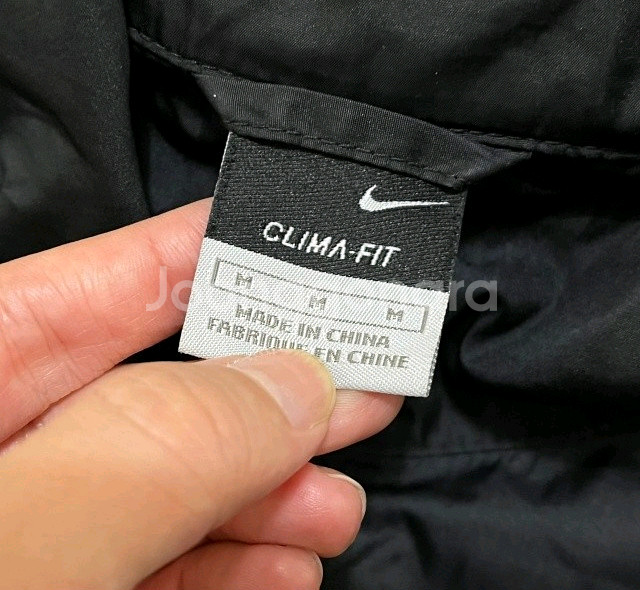 CLIMA-FIT
M M M
MADE IN CHINA
FABRIQUE EN CHINE